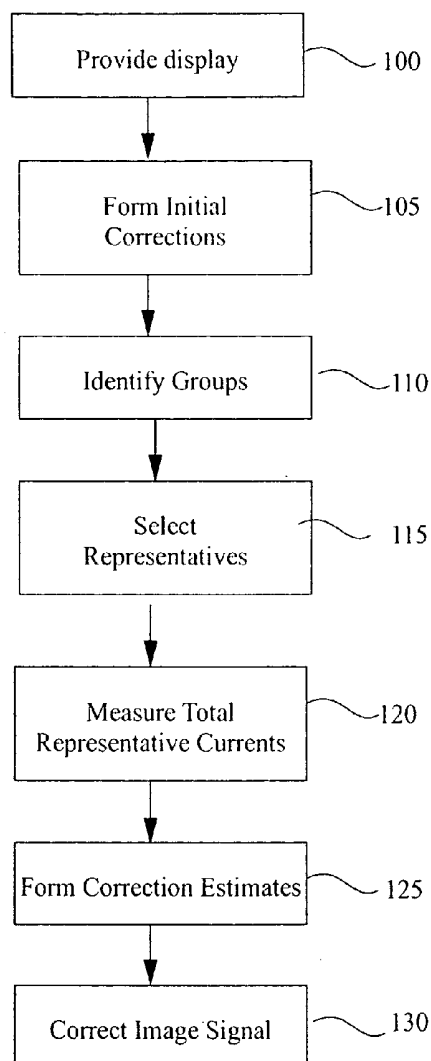 Provide display
100
Form Initial
Corrections
105
Identify Groups
110
Select
Representatives
115
Measure Total
Representative Currents
120
Form Correction Estimates
125
Correct Image Signal
130